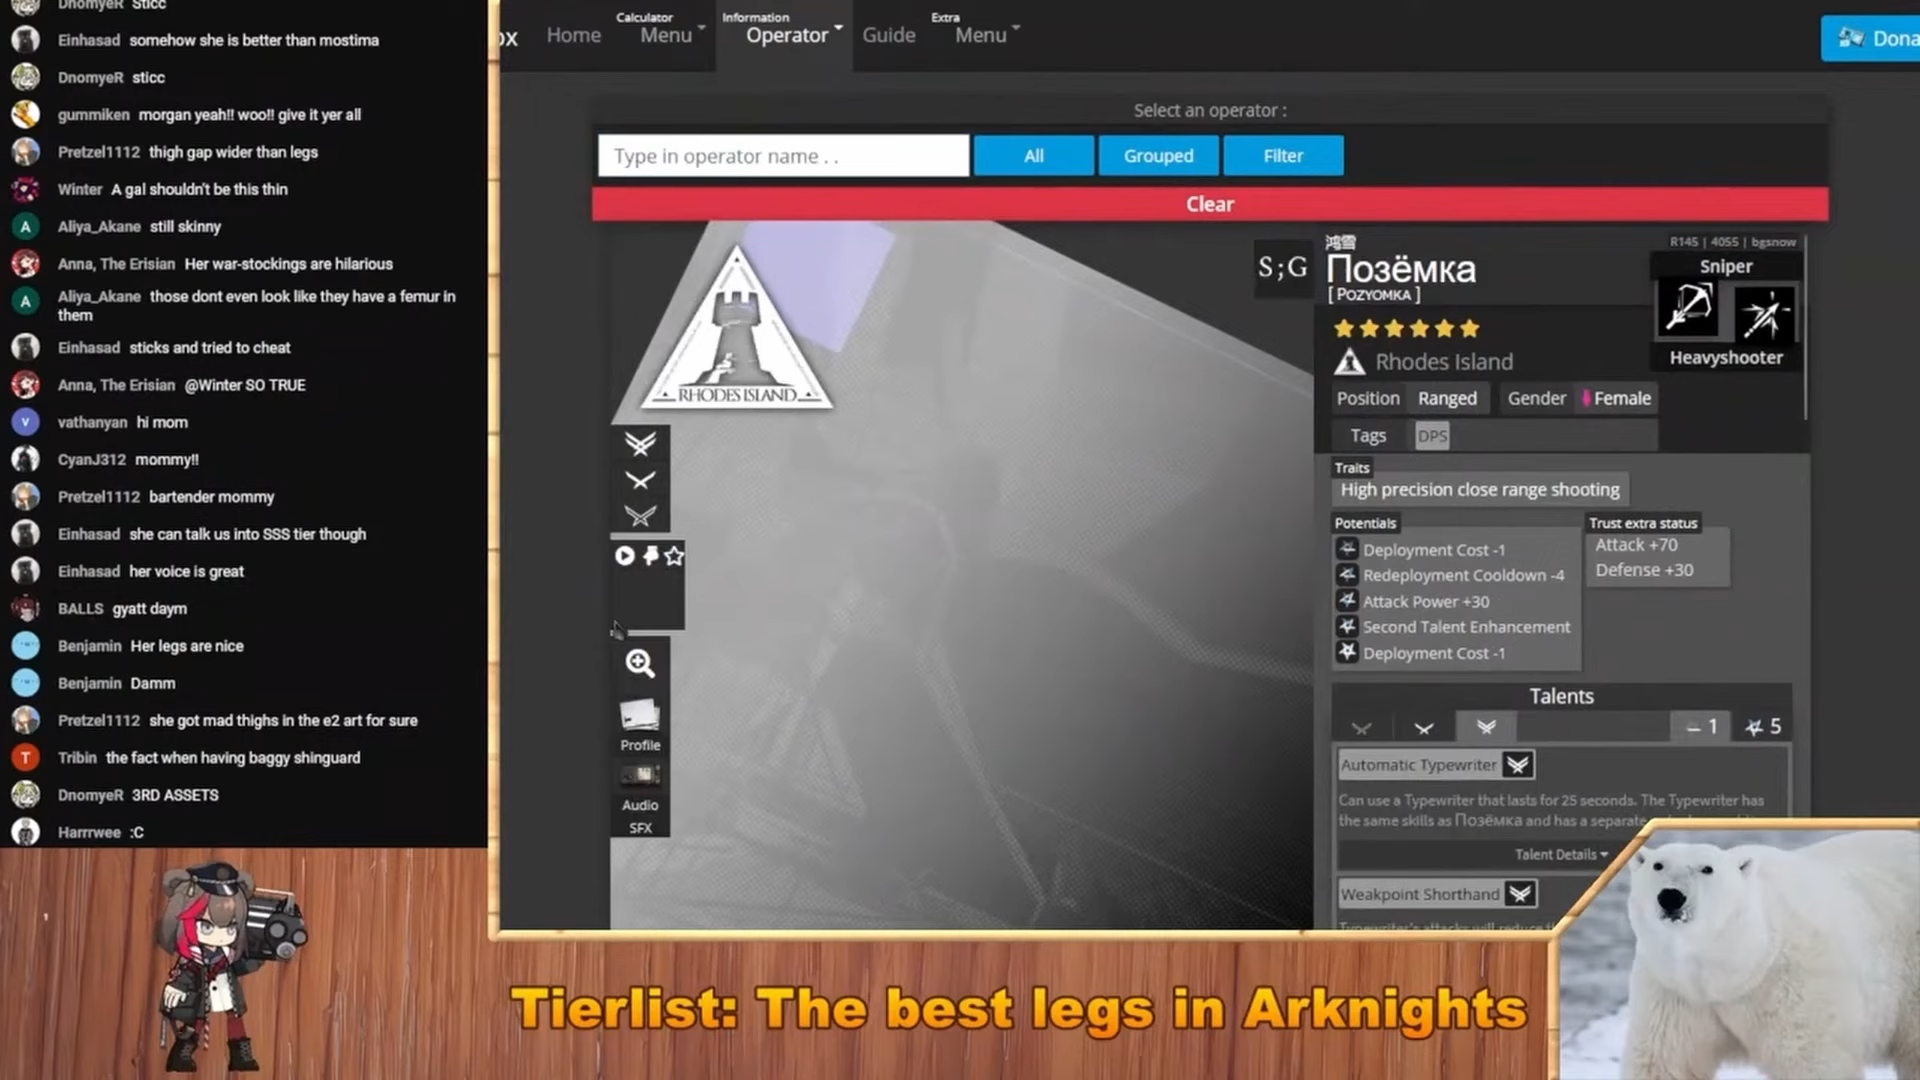 DnomyeR Sticc
Einhasad somehow she is better than mostima
DnomyeR sticc
gummiken morgan yeah!! woo!! give it yer all
Pretzel1112 thigh gap wider than legs
Winter A gal shouldn't be this thin
A Aliya_Akane still skinny
Anna, The Erisian Her war-stockings are hilarious
A Aliya_Akane those dont even look like they have a femur in
them
Einhasad sticks and tried to cheat
Anna, The Erisian @Winter SO TRUE
v vathanyan hi mom
CyanJ312 mommy!!
Pretzel1112 bartender mommy
Einhasad she can talk us into SSS tier though
Einhasad her voice is great
BALLS gyatt daym
Benjamin Her legs are nice
Benjamin Damm
Pretzel1112 she got mad thighs in the e2 art for sure
T Tribin the fact when having baggy shinguard
DnomyeR 3RD ASSETS
Harrrwee :C
ox
Home
Calculator
Menu
Information
Operator
Guide
Extra
Menu
Dona
Select an operator :
Type in operator name . .
All
Grouped
Filter
Clear
RHODES ISLAND
Profile
Audio
SFX
S;G
鸿雪
Позёмка
[ POZYOMKA ]
R145 | 4055 | bgsnow
Sniper
Heavyshooter
Rhodes Island
Position Ranged Gender Female
Tags DPS
Traits
High precision close range shooting
Potentials
Deployment Cost -1
Redeployment Cooldown -4
Attack Power +30
Second Talent Enhancement
Deployment Cost -1
Trust extra status
Attack +70
Defense +30
Talents
1 5
Automatic Typewriter
Can use a Typewriter that lasts for 25 seconds. The Typewriter has
the same skills as Позёмка and has a separate
Talent Details
Weakpoint Shorthand
Typewriter's attacks will reduce
Tierlist: The best legs in Arknights